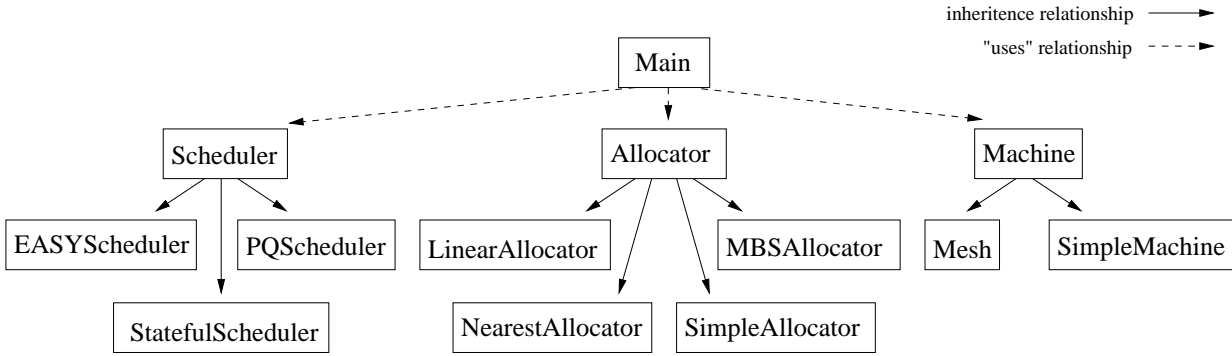 inheritence relationship
"uses" relationship
Main
Scheduler
Allocator
Machine
EASYScheduler
PQScheduler
LinearAllocator
MBSAllocator
Mesh
SimpleMachine
StatefulScheduler
NearestAllocator
SimpleAllocator